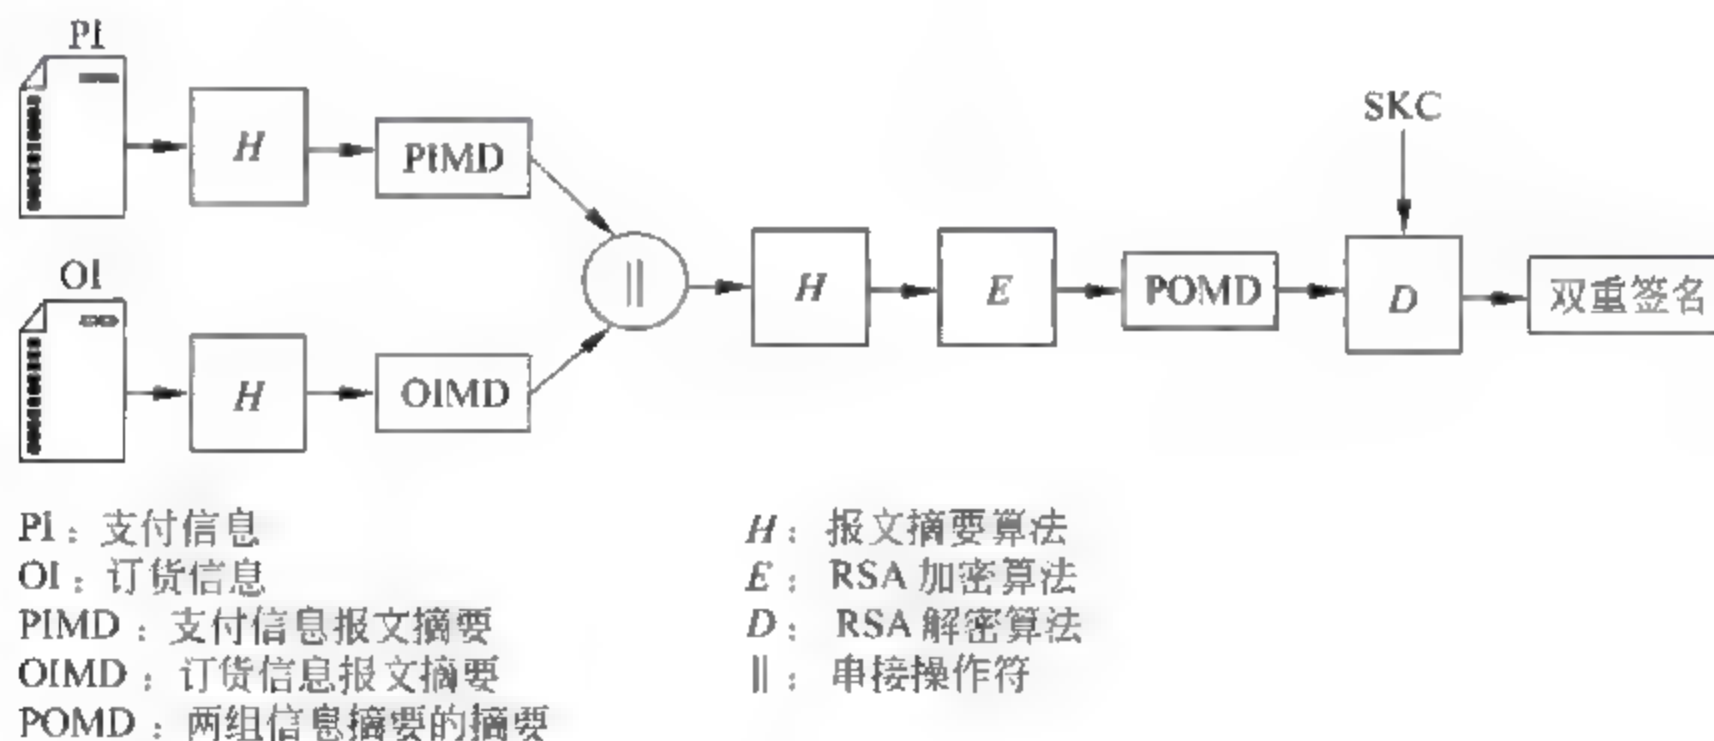 PI
H
PIMD
OI
H
OIMD
||
H
E
POMD
SKC
D
双重签名
PI：支付信息
OI：订货信息
PIMD：支付信息报文摘要
OIMD：订货信息报文摘要
POMD：两组信息摘要的摘要
H：报文摘要算法
E：RSA 加密算法
D：RSA 解密算法
||：串接操作符